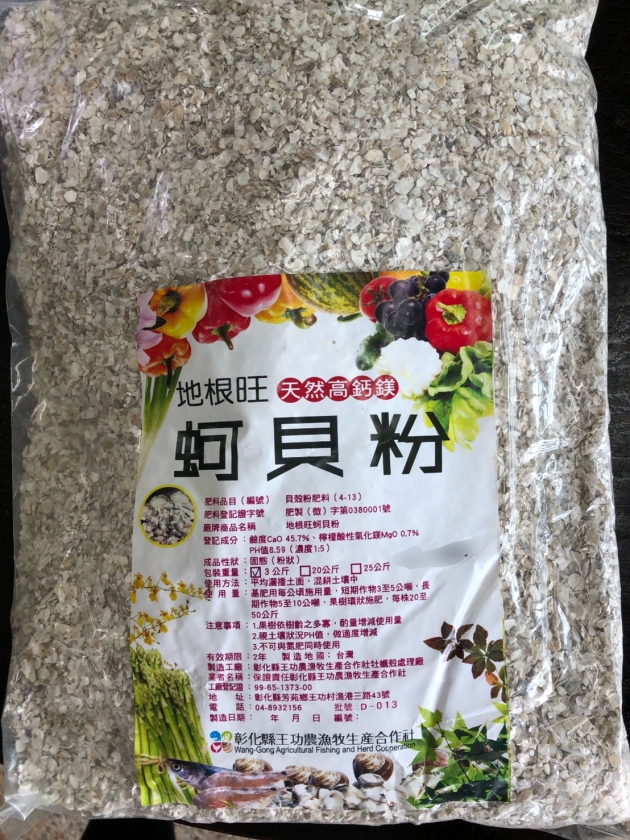 地根旺 天然高鈣鎂
蚵貝粉
肥料品目（編號） 貝殼粉肥料（4-13）
肥料登記證字號 肥製（微）字第0380001號
廠牌商品名稱 地根旺蚵貝粉
登記成分：鹼度CaO 45.7%、檸檬酸性氧化鎂MgO 0.7%
PH值8.59（濃度1:5）
成品性狀：固態（粉狀）
包裝重量：☑3公斤 □20公斤 □25公斤
使用方法：平均灑播土面，混耕土壤中
使用量：基肥用每公頃施用量，短期作物3至5公噸，長
期作物5至10公噸，果樹環狀施肥，每株20至
50公斤
注意事項：1.果樹依樹齡之多寡，酌量增減使用量
2.視土壤狀況PH值，做適度增減
3.不可與氮肥同時使用
有效期限：2年 製造地國：台灣
製造工廠：彰化縣王功農漁牧生產合作社牡蠣殼處理廠
業者名稱：保證責任彰化縣王功農漁牧生產合作社
工廠登記證：99-65-1373-00
地 址：彰化縣芳苑鄉王功村漁港三路43號
電 話：04-8932156 批號：D-013
製造日期： 年 月 日 編號：
彰化縣王功農漁牧生產合作社
Wang-Gong Agricultural Fishing and Herd Cooperation